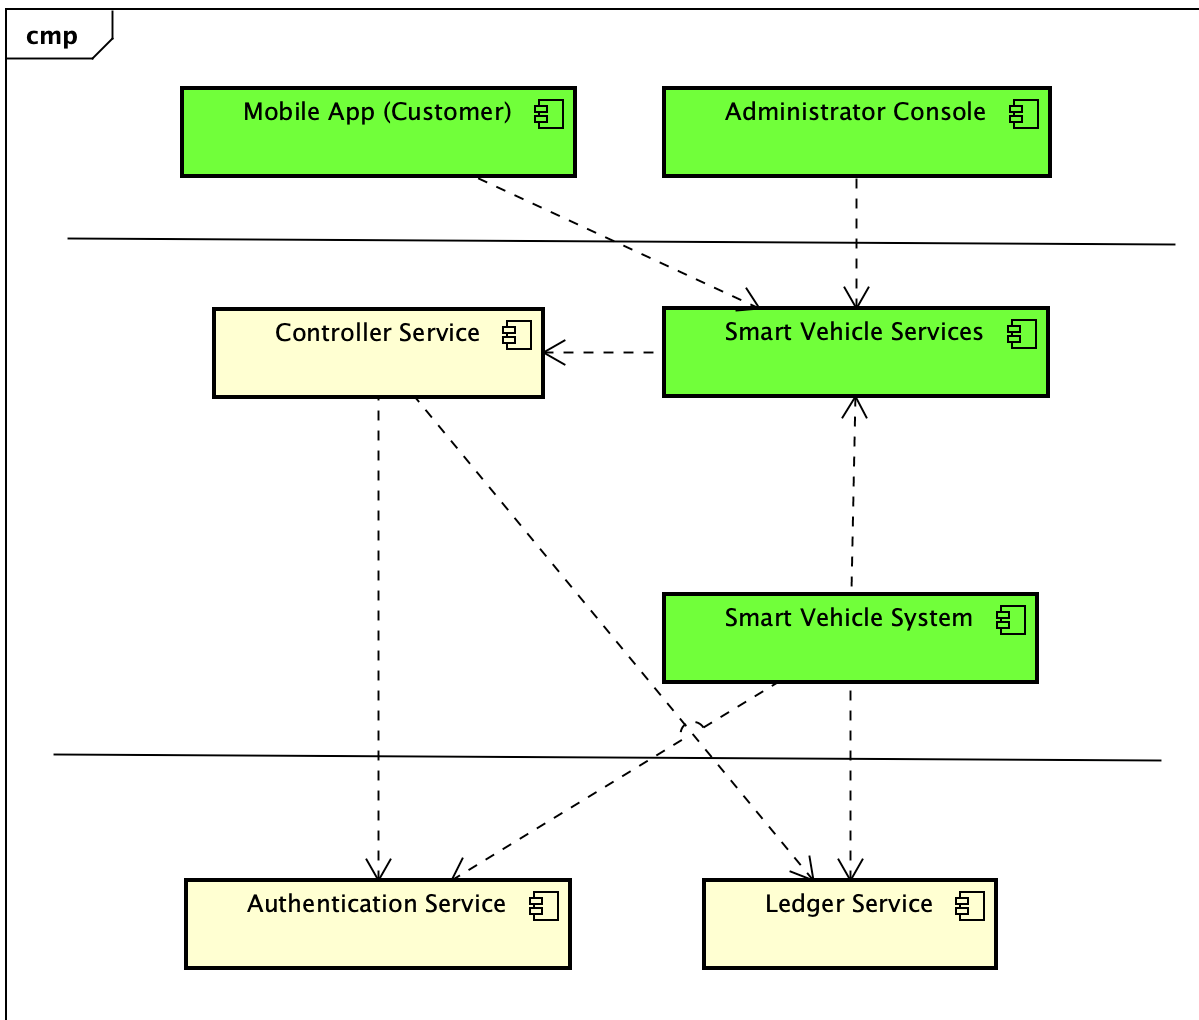 cmp
Mobile App (Customer)
Administrator Console
Controller Service
Smart Vehicle Services
Smart Vehicle System
Authentication Service
Ledger Service